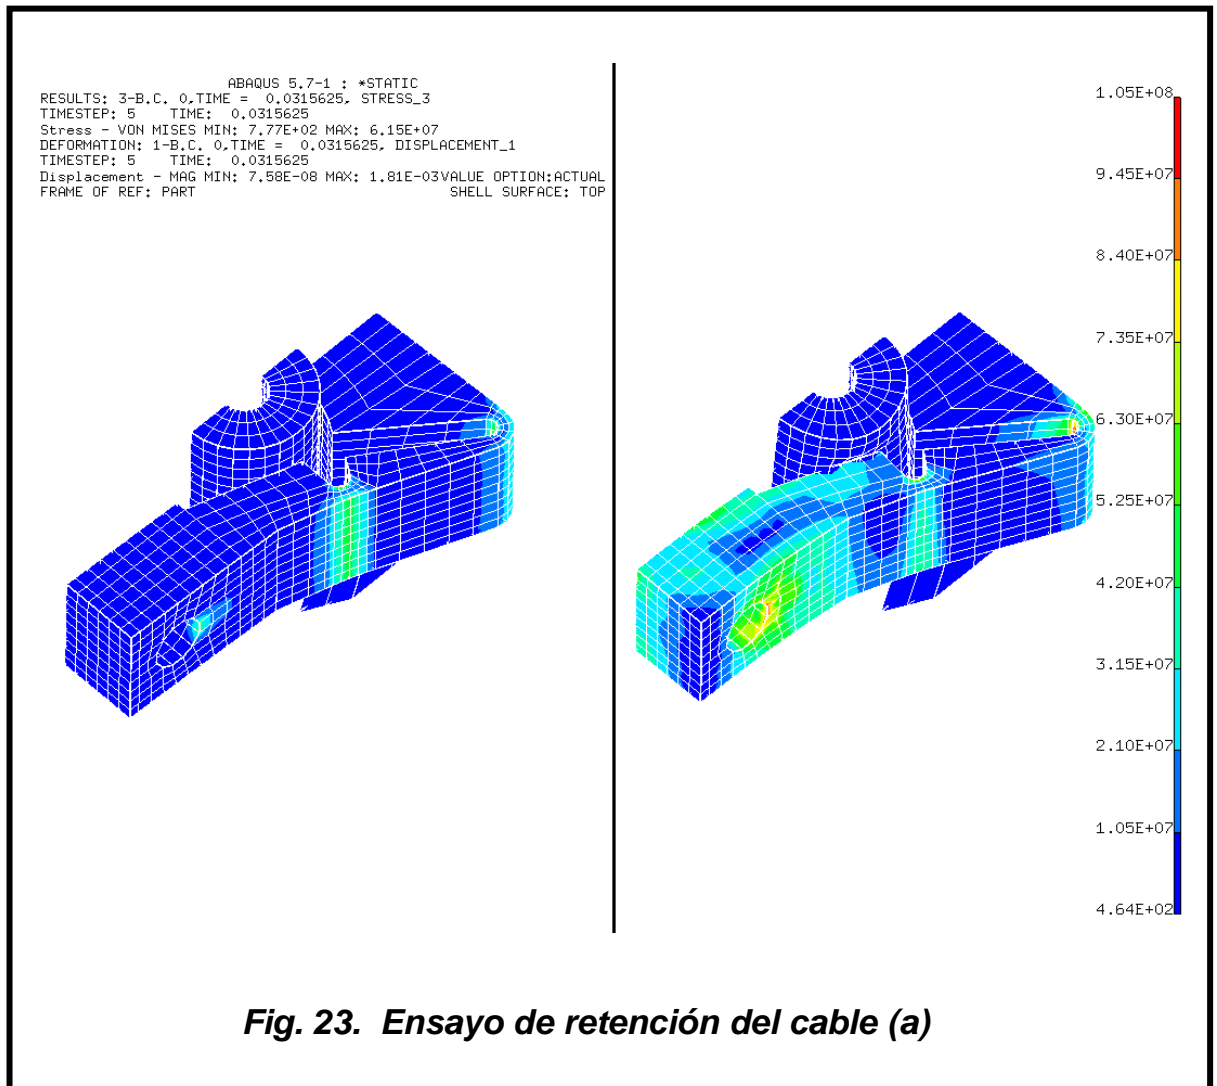 ABAQUS 5.7-1 : *STATIC
RESULTS: 3-B.C. 0,TIME = 0.0315625, STRESS_3
TIMESTEP: 5 TIME: 0.0315625
Stress - VON MISES MIN: 7.77E+02 MAX: 6.15E+07
DEFORMATION: 1-B.C. 0,TIME = 0.0315625, DISPLACEMENT_1
TIMESTEP: 5 TIME: 0.0315625
Displacement - MAG MIN: 7.58E-08 MAX: 1.81E-03VALUE OPTION:ACTUAL
FRAME OF REF: PART SHELL SURFACE: TOP
1.05E+08
9.45E+07
8.40E+07
7.35E+07
6.30E+07
5.25E+07
4.20E+07
3.15E+07
2.10E+07
1.05E+07
4.64E+02
Fig. 23. Ensayo de retención del cable (a)